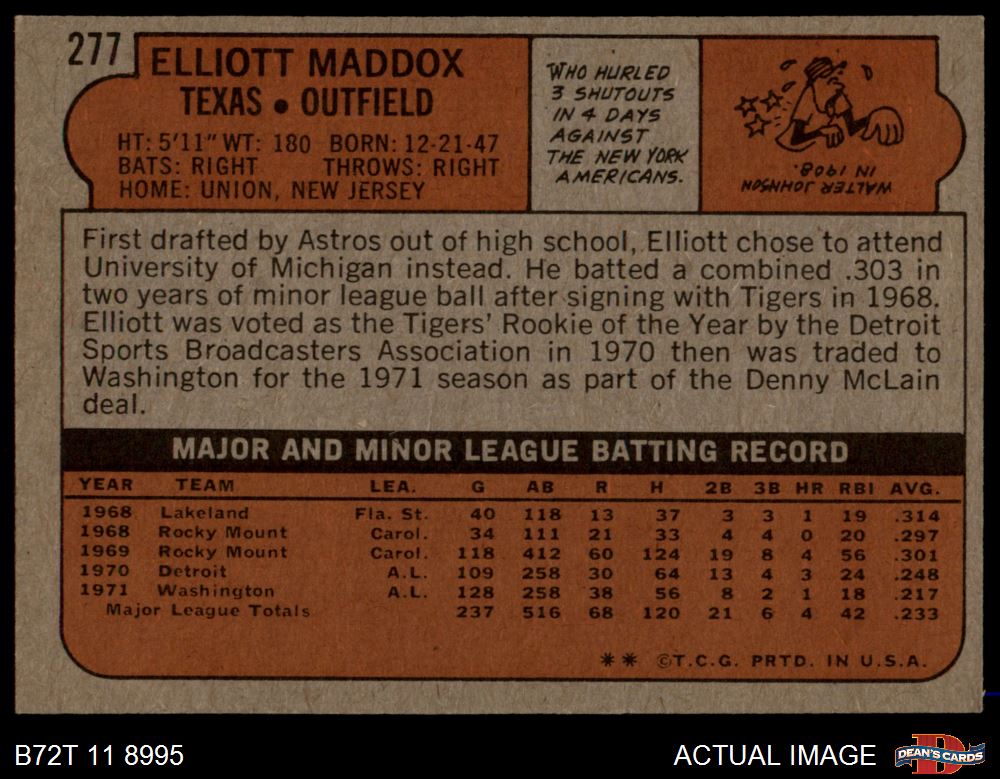 277
ELLIOTT MADDOX
TEXAS • OUTFIELD
HT: 5'11" WT: 180 BORN: 12-21-47
BATS: RIGHT THROWS: RIGHT
HOME: UNION, NEW JERSEY
WHO HURLED
3 SHUTOUTS
IN 4 DAYS
AGAINST
THE NEW YORK
AMERICANS.
WALTER JOHNSON
IN 1908.
First drafted by Astros out of high school, Elliott chose to attend
University of Michigan instead. He batted a combined .303 in
two years of minor league ball after signing with Tigers in 1968.
Elliott was voted as the Tigers' Rookie of the Year by the Detroit
Sports Broadcasters Association in 1970 then was traded to
Washington for the 1971 season as part of the Denny McLain
deal.
MAJOR AND MINOR LEAGUE BATTING RECORD
YEAR TEAM LEA. G AB R H 2B 3B HR RBI AVG.
1968 Lakeland Fla. St. 40 118 13 37 3 3 1 19 .314
1968 Rocky Mount Carol. 34 111 21 33 4 4 0 20 .297
1969 Rocky Mount Carol. 118 412 60 124 19 8 4 56 .301
1970 Detroit A.L. 109 258 30 64 13 4 3 24 .248
1971 Washington A.L. 128 258 38 56 8 2 1 18 .217
Major League Totals 237 516 68 120 21 6 4 42 .233
** ©T.C.G. PRTD. IN U.S.A.
B72T 11 8995
ACTUAL IMAGE
DEAN'S CARDS